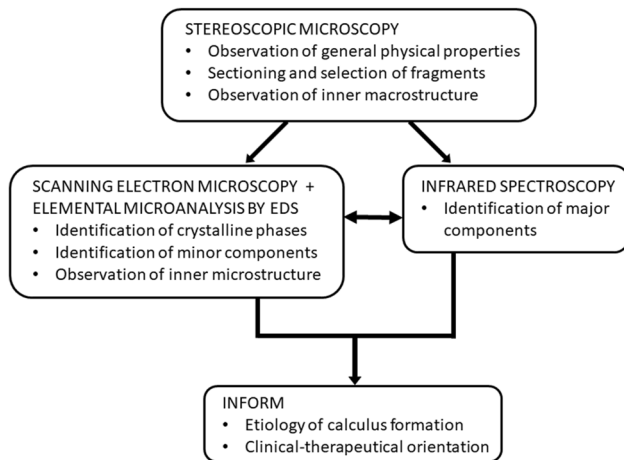 STEREOSCOPIC MICROSCOPY
• Observation of general physical properties
• Sectioning and selection of fragments
• Observation of inner macrostructure
SCANNING ELECTRON MICROSCOPY +
ELEMENTAL MICROANALYSIS BY EDS
• Identification of crystalline phases
• Identification of minor components
• Observation of inner microstructure
INFRARED SPECTROSCOPY
• Identification of major
components
INFORM
• Etiology of calculus formation
• Clinical-therapeutical orientation